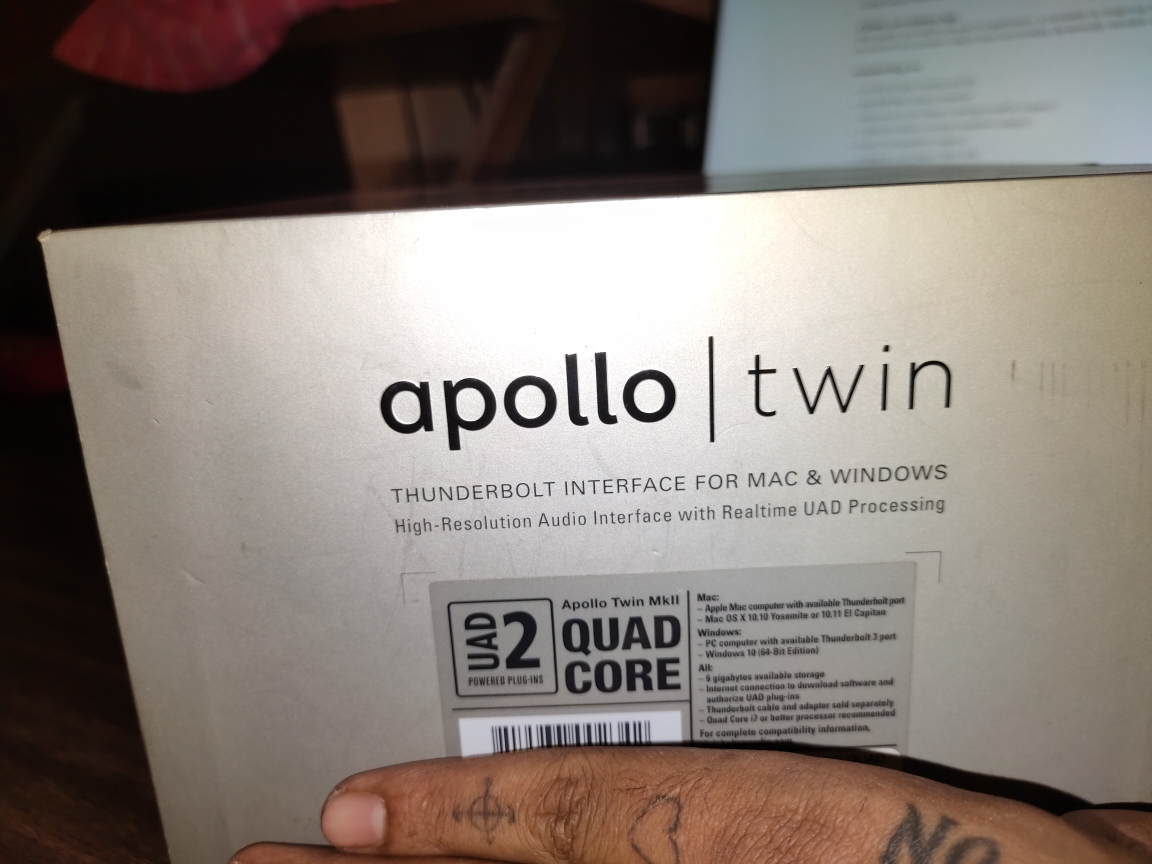 apollo | twin
THUNDERBOLT INTERFACE FOR MAC & WINDOWS
High-Resolution Audio Interface with Realtime UAD Processing
UAD 2
POWERED PLUG-INS
Apollo Twin MkII
QUAD
CORE
Mac:
– Apple Mac computer with available Thunderbolt port
– Mac OS X 10.10 Yosemite or 10.11 El Capitan
Windows:
– PC computer with available Thunderbolt 3 port
– Windows 10 (64-Bit Edition)
All:
– 6 gigabytes available storage
– Internet connection to download software and
authorize UAD plug-ins
– Thunderbolt cable and adapter sold separately
– Quad Core i7 or better processor recommended
For complete compatibility information,
No